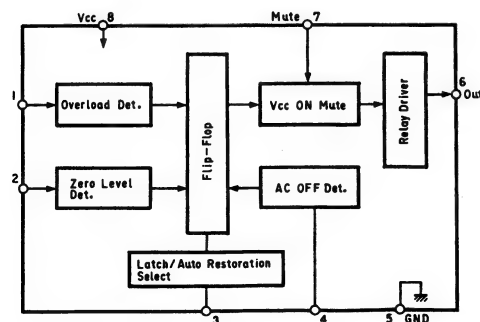 Vcc 8
Mute 7
1
Overload Det.
Flip-Flop
Vcc ON Mute
Relay Driver
6
Out
2
Zero Level
Det.
AC OFF Det.
Latch/Auto Restoration
Select
3
4
5 GND